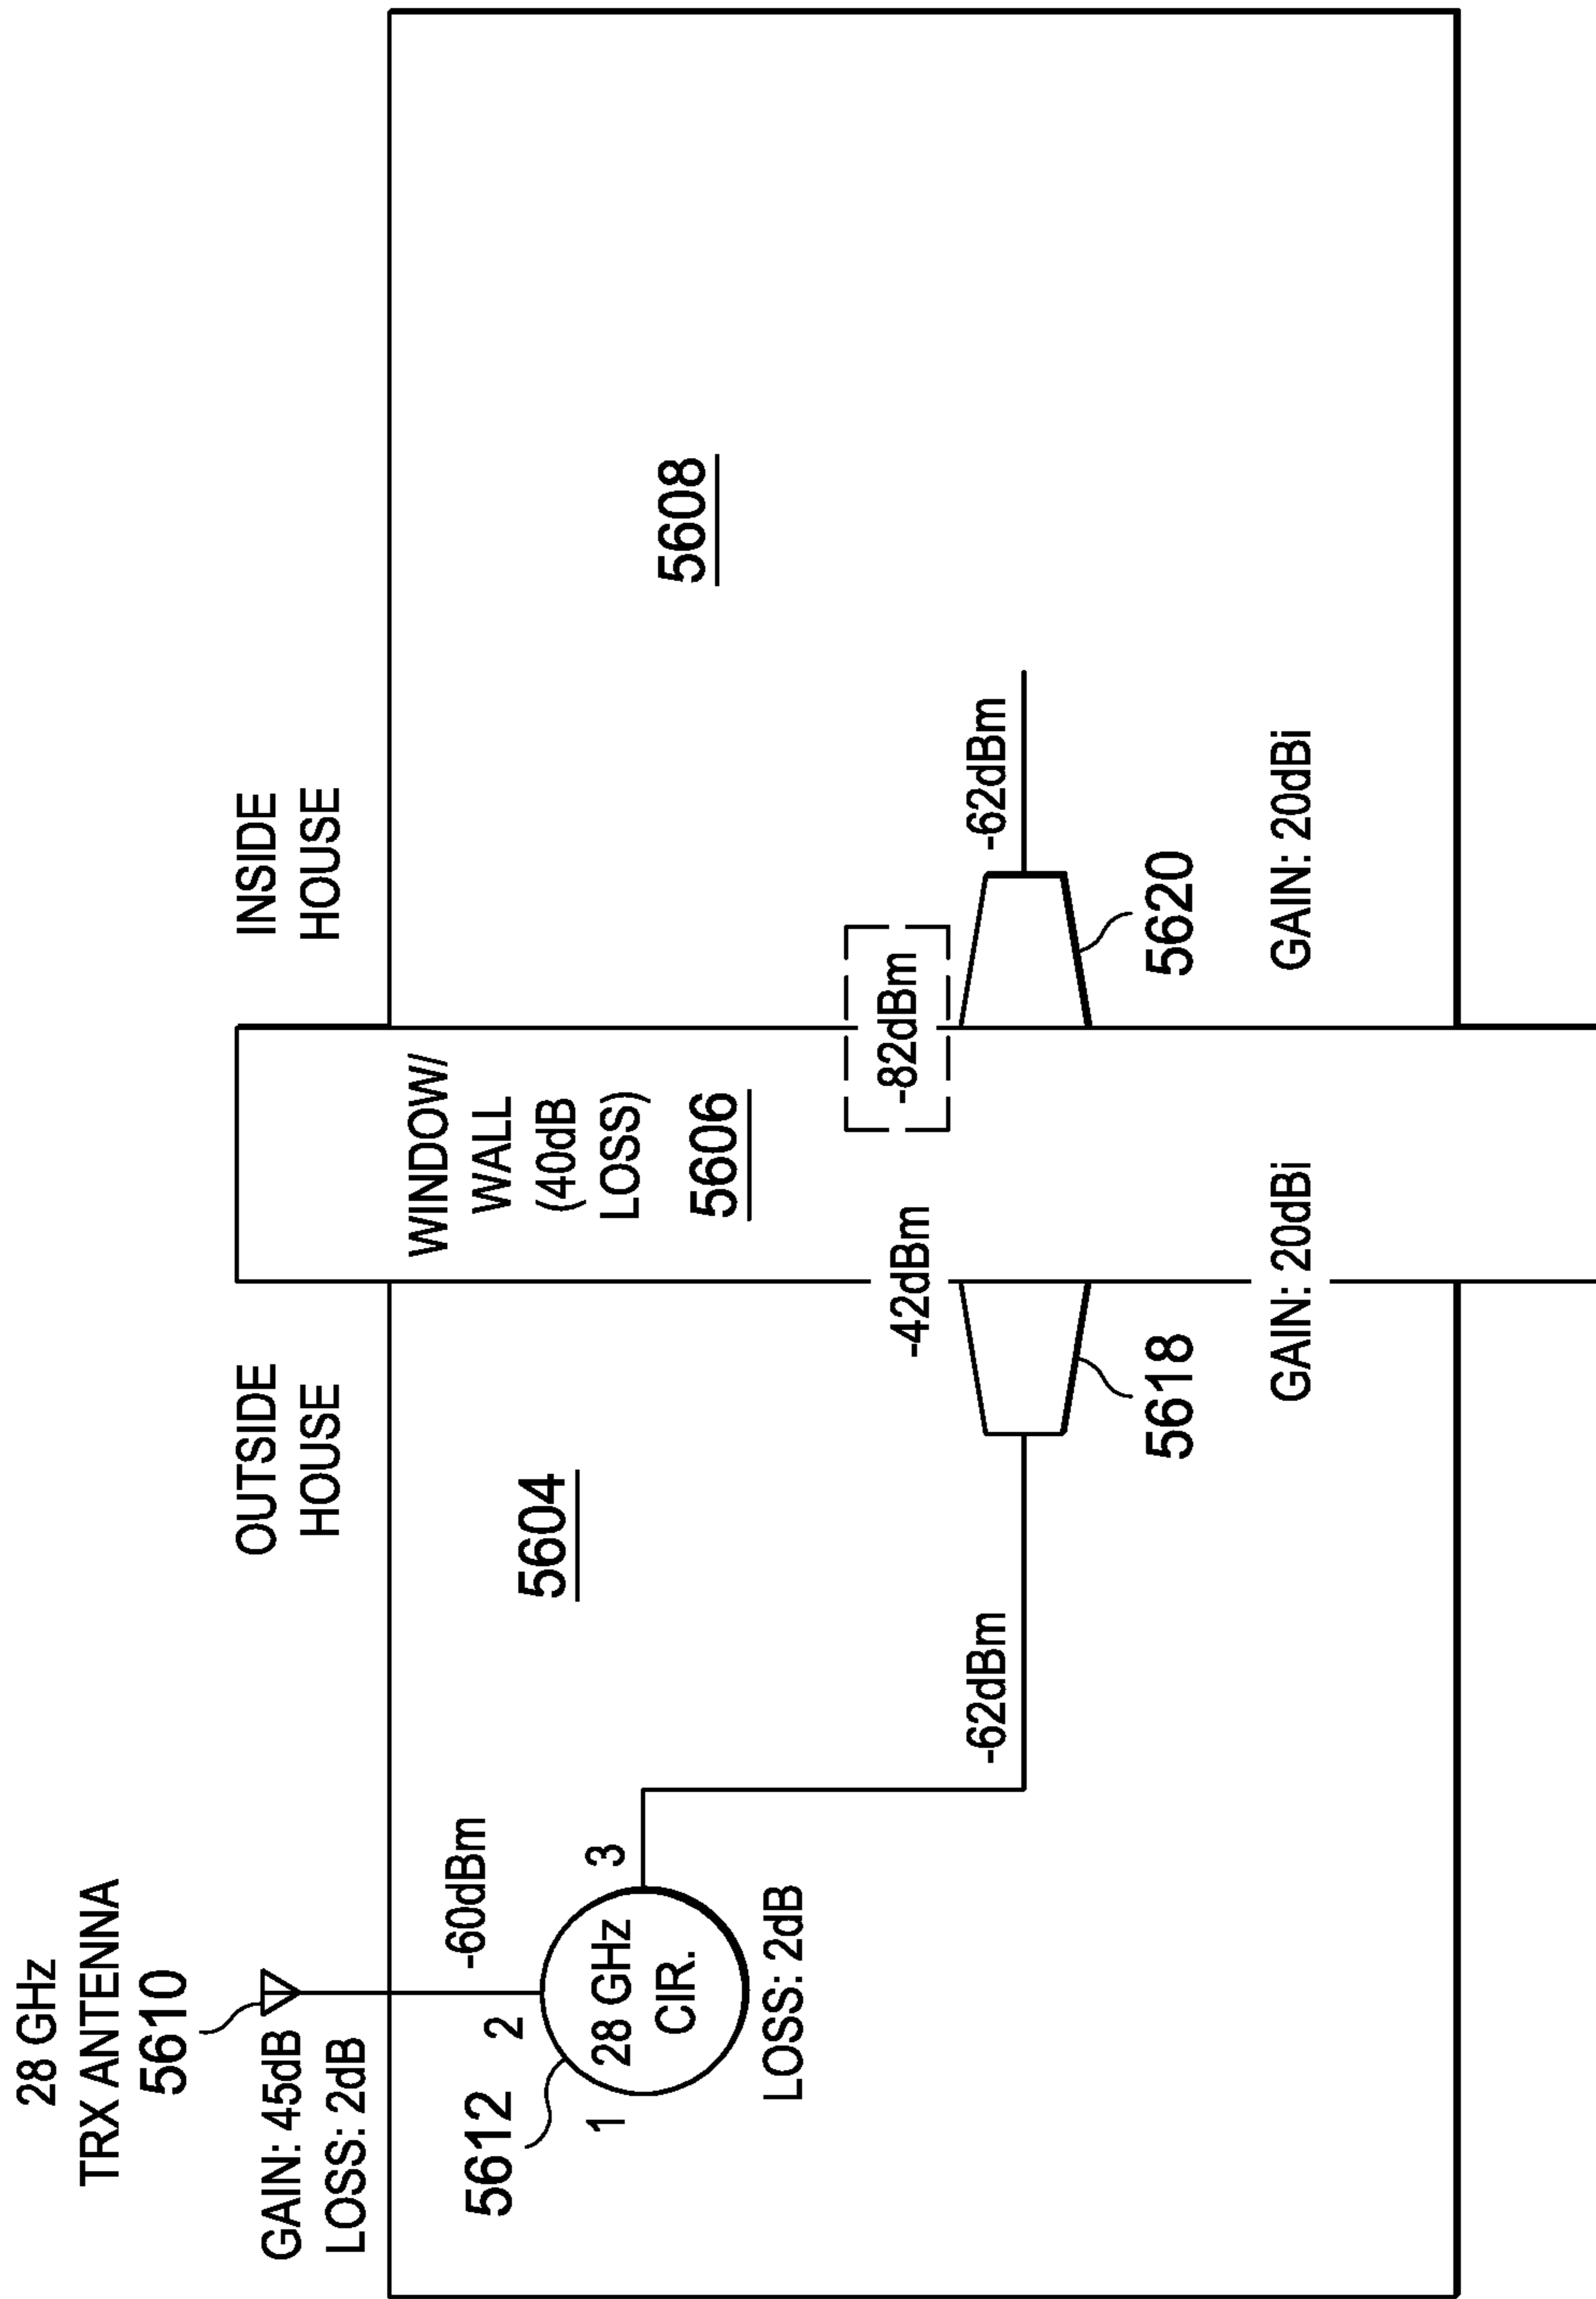 28 GHz
TRX ANTENNA
5610
GAIN: 45dB
LOSS: 2dB
OUTSIDE
HOUSE
INSIDE
HOUSE
5612
1
2
3
-60dBm
28 GHz
CIR.
LOSS: 2dB
5604
-62dBm
-42dBm
5618
GAIN: 20dBi
WINDOW/
WALL
(40dB
LOSS)
5606
-82dBm
-62dBm
5620
GAIN: 20dBi
5608